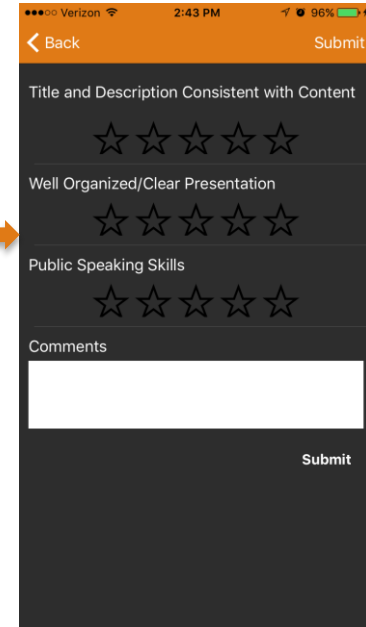 Verizon 2:43 PM 96%
Back Submit
Title and Description Consistent with Content
Well Organized/Clear Presentation
Public Speaking Skills
Comments
Submit